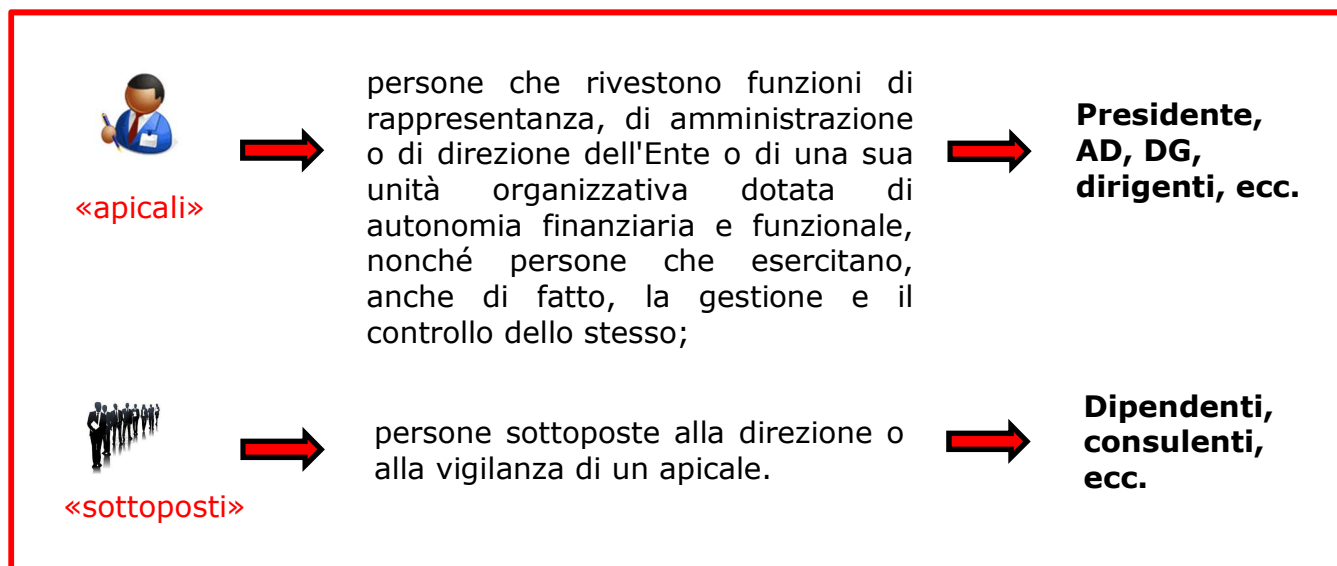 «apicali»
persone che rivestono funzioni di
rappresentanza, di amministrazione
o di direzione dell'Ente o di una sua
unità organizzativa dotata di
autonomia finanziaria e funzionale,
nonché persone che esercitano,
anche di fatto, la gestione e il
controllo dello stesso;
Presidente,
AD, DG,
dirigenti, ecc.
«sottoposti»
persone sottoposte alla direzione o
alla vigilanza di un apicale.
Dipendenti,
consulenti,
ecc.